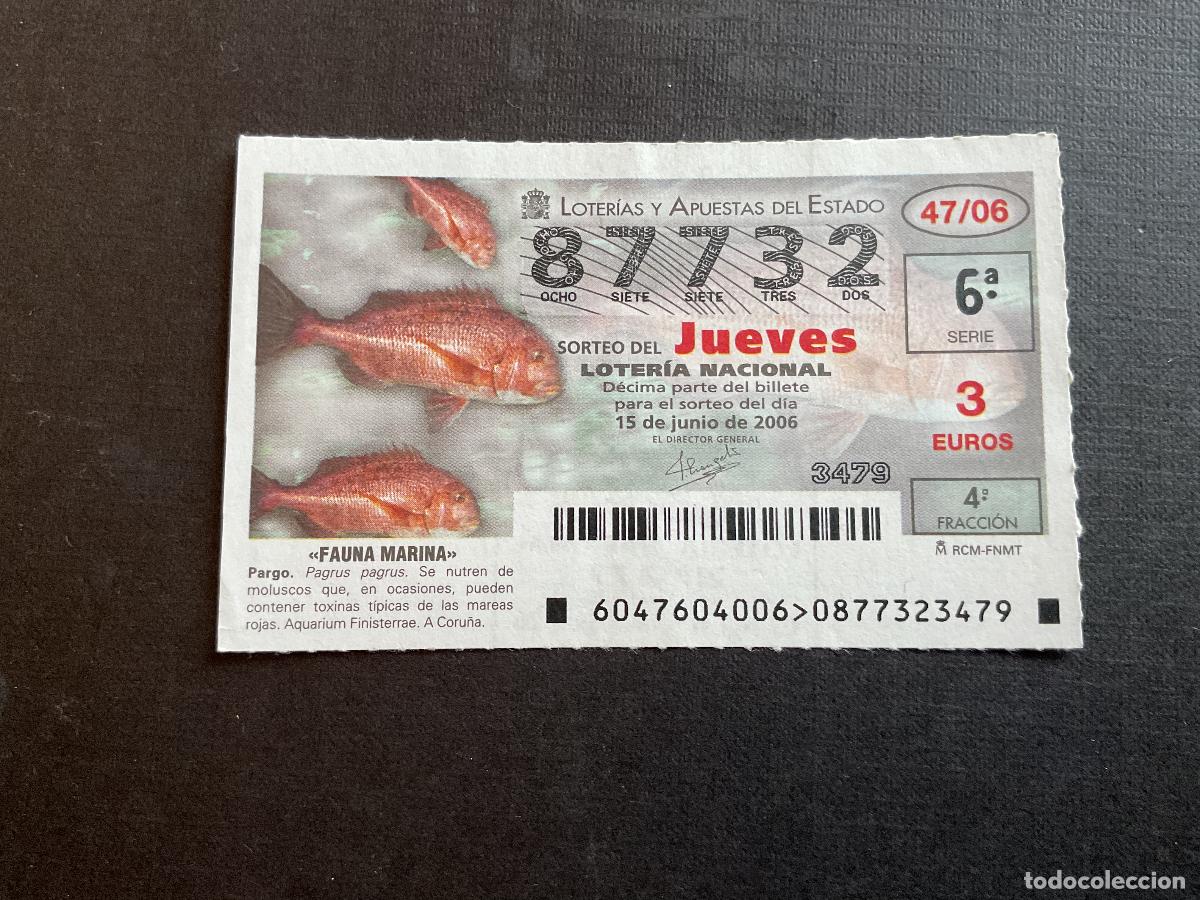 LOTERÍAS Y APUESTAS DEL ESTADO
47/06
87732
OCHO SIETE SIETE TRES DOS
6ª
SERIE
SORTEO DEL Jueves
LOTERÍA NACIONAL
Décima parte del billete
para el sorteo del día
15 de junio de 2006
EL DIRECTOR GENERAL
3
EUROS
3479
4ª
FRACCIÓN
RCM-FNMT
«FAUNA MARINA»
Pargo. Pagrus pagrus. Se nutren de
moluscos que, en ocasiones, pueden
contener toxinas típicas de las mareas
rojas. Aquarium Finisterrae. A Coruña.
6047604006>0877323479
todocoleccion